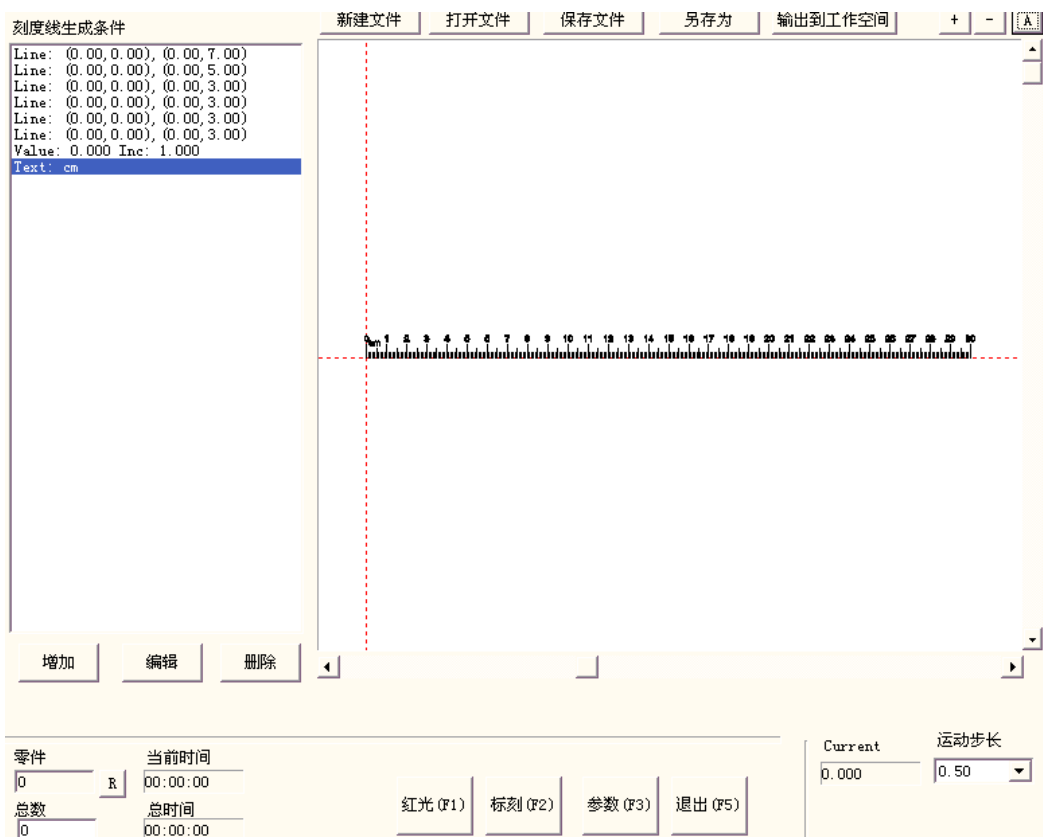 刻度线生成条件
新建文件 打开文件 保存文件 另存为 输出到工作空间 + - A
Line: (0.00,0.00), (0.00,7.00)
Line: (0.00,0.00), (0.00,5.00)
Line: (0.00,0.00), (0.00,3.00)
Line: (0.00,0.00), (0.00,3.00)
Line: (0.00,0.00), (0.00,3.00)
Line: (0.00,0.00), (0.00,3.00)
Value: 0.000 Inc: 1.000
Text: cm
0 cm 1 2 3 4 5 6 7 8 9 10 11 12 13 14 15 16 17 18 19 20 21 22 23 24 25 26 27 28 29 30
增加 编辑 删除
零件 当前时间
0 R 00:00:00
总数 总时间
0 00:00:00
红光(F1) 标刻(F2) 参数(F3) 退出(F5)
Current 运动步长
0.000 0.50